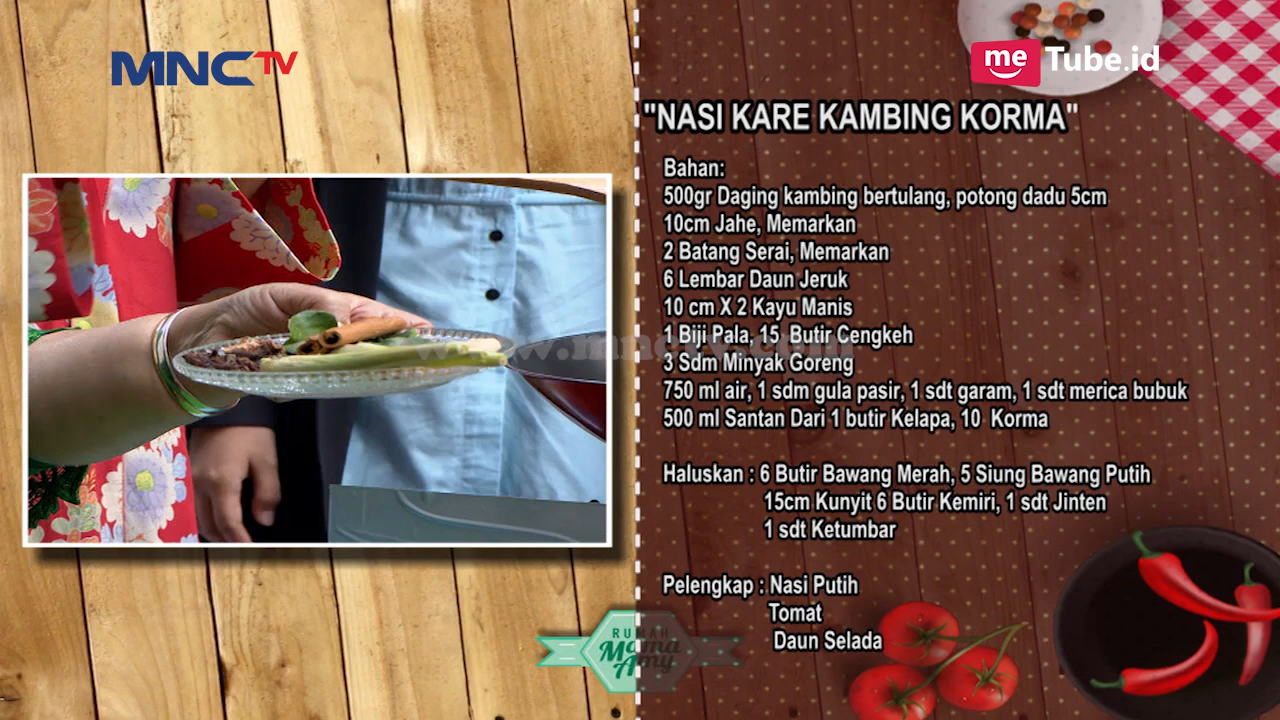 MNCTV
me Tube.id
"NASI KARE KAMBING KORMA"
Bahan:
500gr Daging kambing bertulang, potong dadu 5cm
10cm Jahe, Memarkan
2 Batang Serai, Memarkan
6 Lembar Daun Jeruk
10 cm X 2 Kayu Manis
1 Biji Pala, 15 Butir Cengkeh
3 Sdm Minyak Goreng
750 ml air, 1 sdm gula pasir, 1 sdt garam, 1 sdt merica bubuk
500 ml Santan Dari 1 butir Kelapa, 10 Korma
Haluskan : 6 Butir Bawang Merah, 5 Siung Bawang Putih
15cm Kunyit 6 Butir Kemiri, 1 sdt Jinten
1 sdt Ketumbar
Pelengkap : Nasi Putih
Tomat
Daun Selada
RUMAH
Mama
Amy